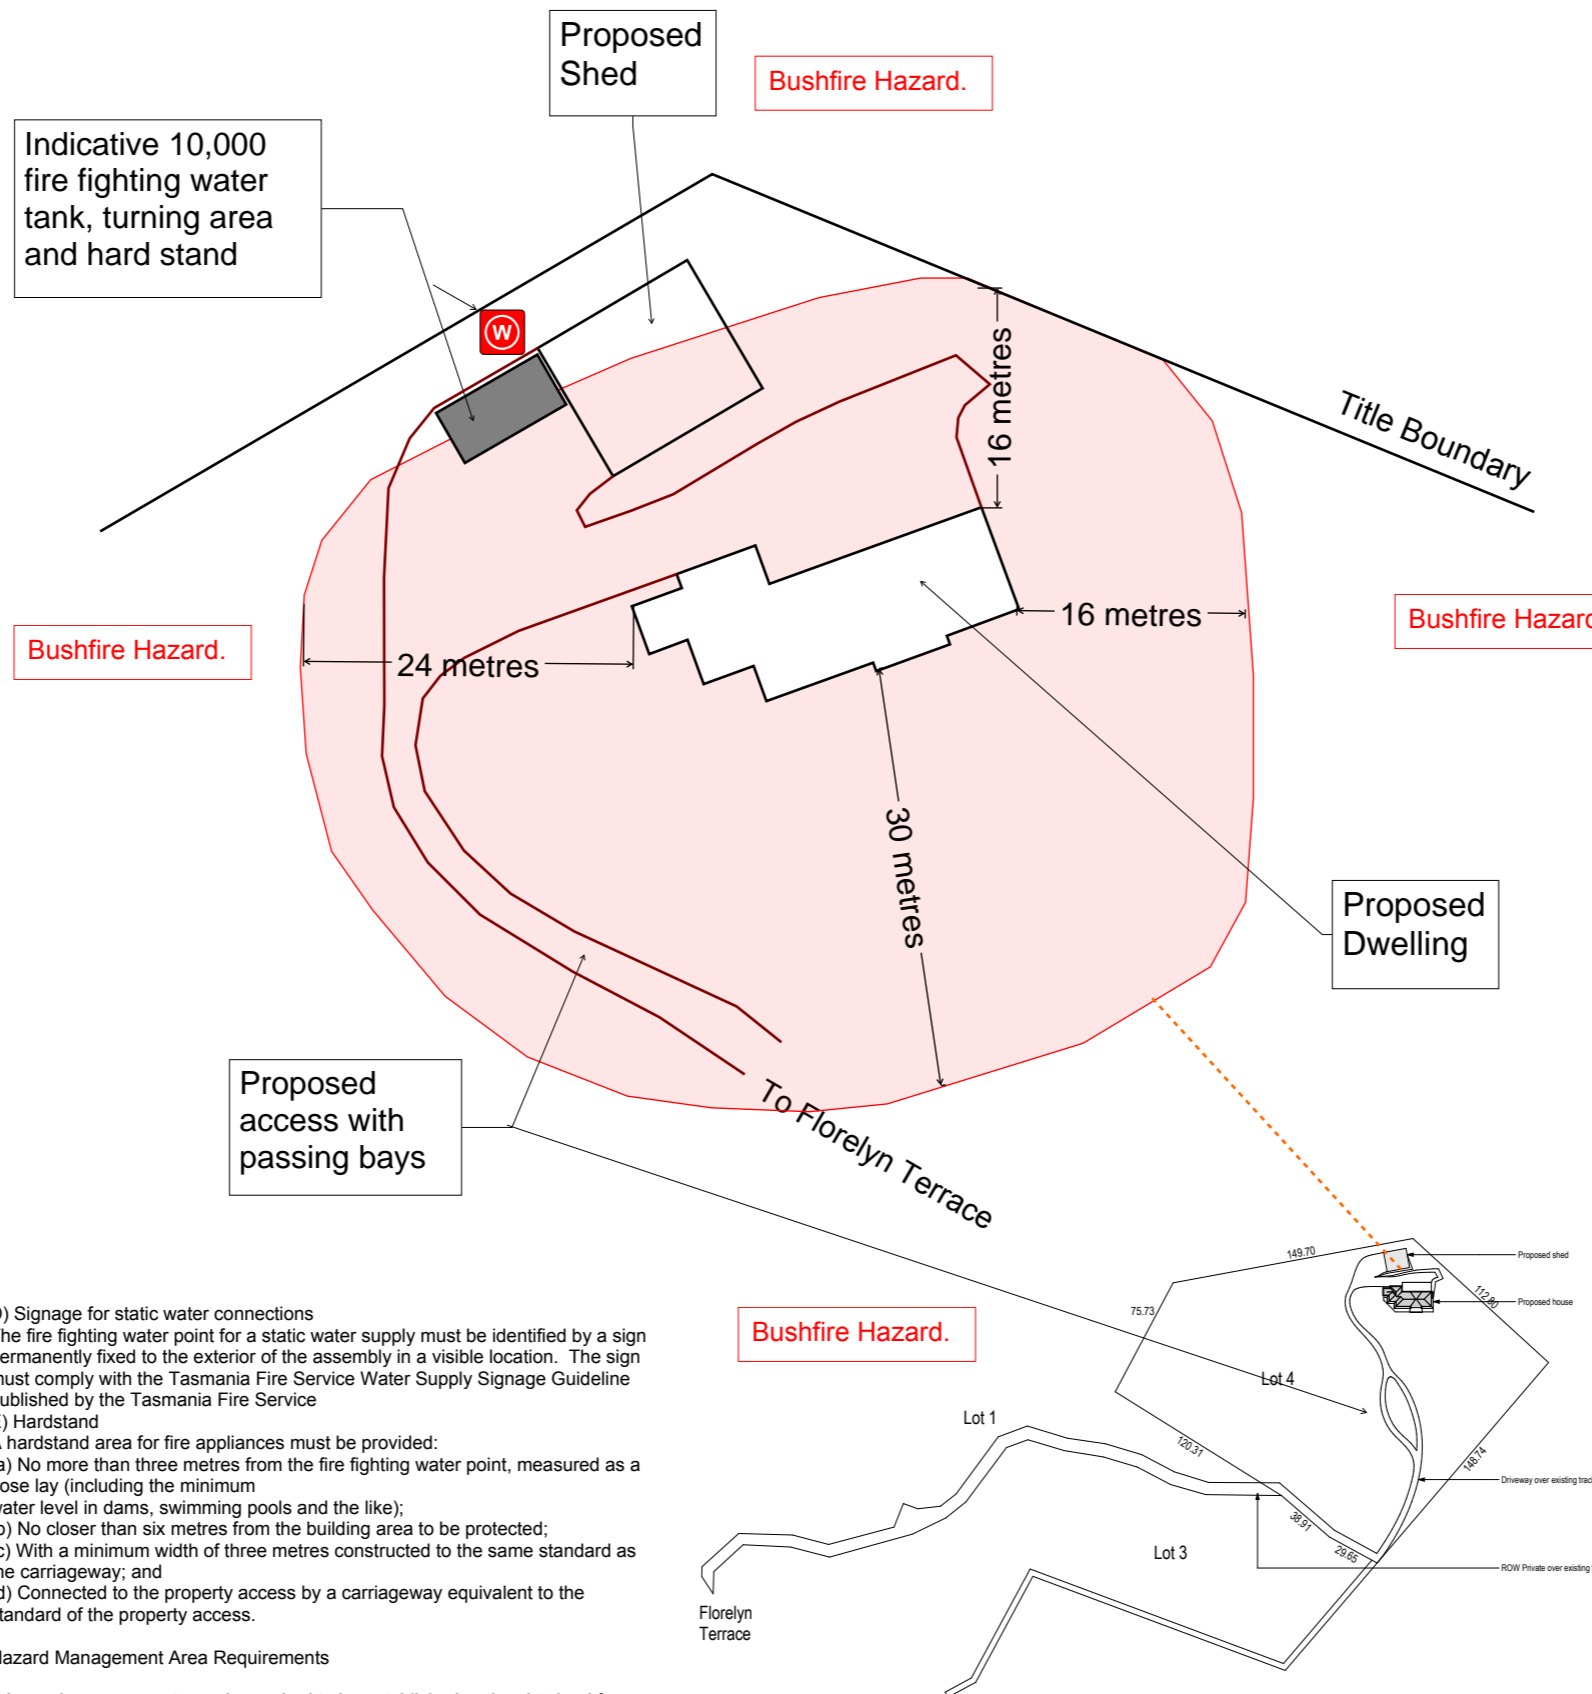 Proposed
Shed
Bushfire Hazard.
Indicative 10,000
fire fighting water
tank, turning area
and hard stand
W
16 metres
Title Boundary
Bushfire Hazard.
24 metres
16 metres
Bushfire Hazard
30 metres
Proposed
Dwelling
Proposed
access with
passing bays
To Florelyn Terrace
Bushfire Hazard.
149.70
Proposed shed
75.73
112.80
Proposed house
Lot 4
Lot 1
120.31
148.74
Driveway over existing trac
38.91
29.65
Lot 3
ROW Private over existing
Florelyn
Terrace
) Signage for static water connections
he fire fighting water point for a static water supply must be identified by a sign
ermanently fixed to the exterior of the assembly in a visible location. The sign
ust comply with the Tasmania Fire Service Water Supply Signage Guideline
ublished by the Tasmania Fire Service
) Hardstand
hardstand area for fire appliances must be provided:
a) No more than three metres from the fire fighting water point, measured as a
ose lay (including the minimum
ater level in dams, swimming pools and the like);
) No closer than six metres from the building area to be protected;
c) With a minimum width of three metres constructed to the same standard as
he carriageway; and
d) Connected to the property access by a carriageway equivalent to the
tandard of the property access.
azard Management Area Requirements